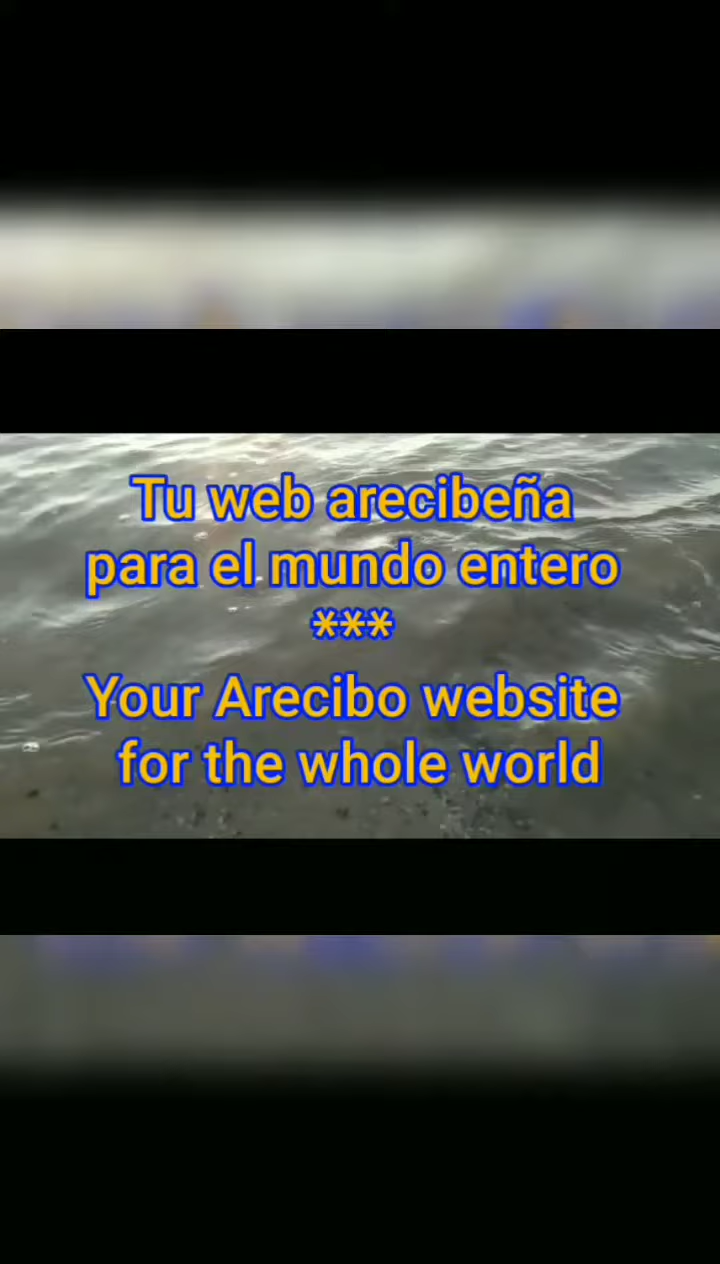 Tu web arecibeña
para el mundo entero
***
Your Arecibo website
for the whole world